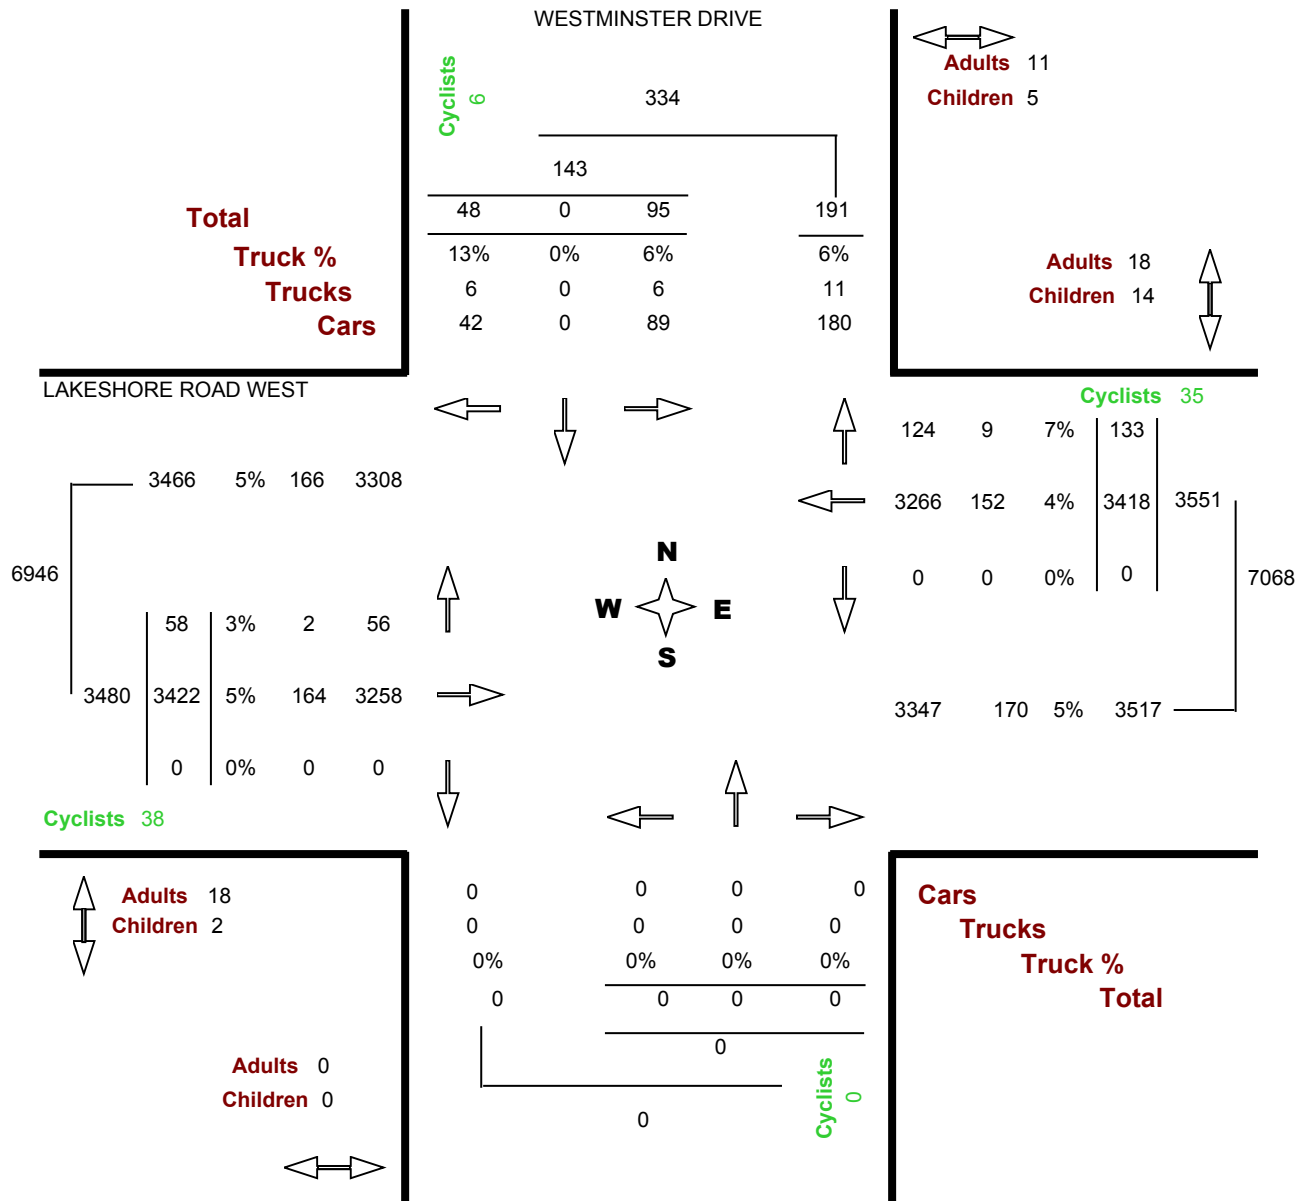 WESTMINSTER DRIVE
Cyclists 6
334
143
Adults 11
Children 5
Total 48 0 95 191
Truck % 13% 0% 6% 6%
Trucks 6 0 6 11
Cars 42 0 89 180
Adults 18
Children 14
LAKESHORE ROAD WEST
Cyclists 35
124 9 7% 133
3466 5% 166 3308
3266 152 4% 3418 3551
N
6946
0 0 0% 0 7068
W E
S
58 3% 2 56
3480 3422 5% 164 3258
3347 170 5% 3517
0 0% 0 0
Cyclists 38
Adults 18
Children 2
0 0 0 0 Cars
0 0 0 0 Trucks
0% 0% 0% 0% Truck %
0 0 0 0 Total
0
Adults 0
Children 0
0
Cyclists 0